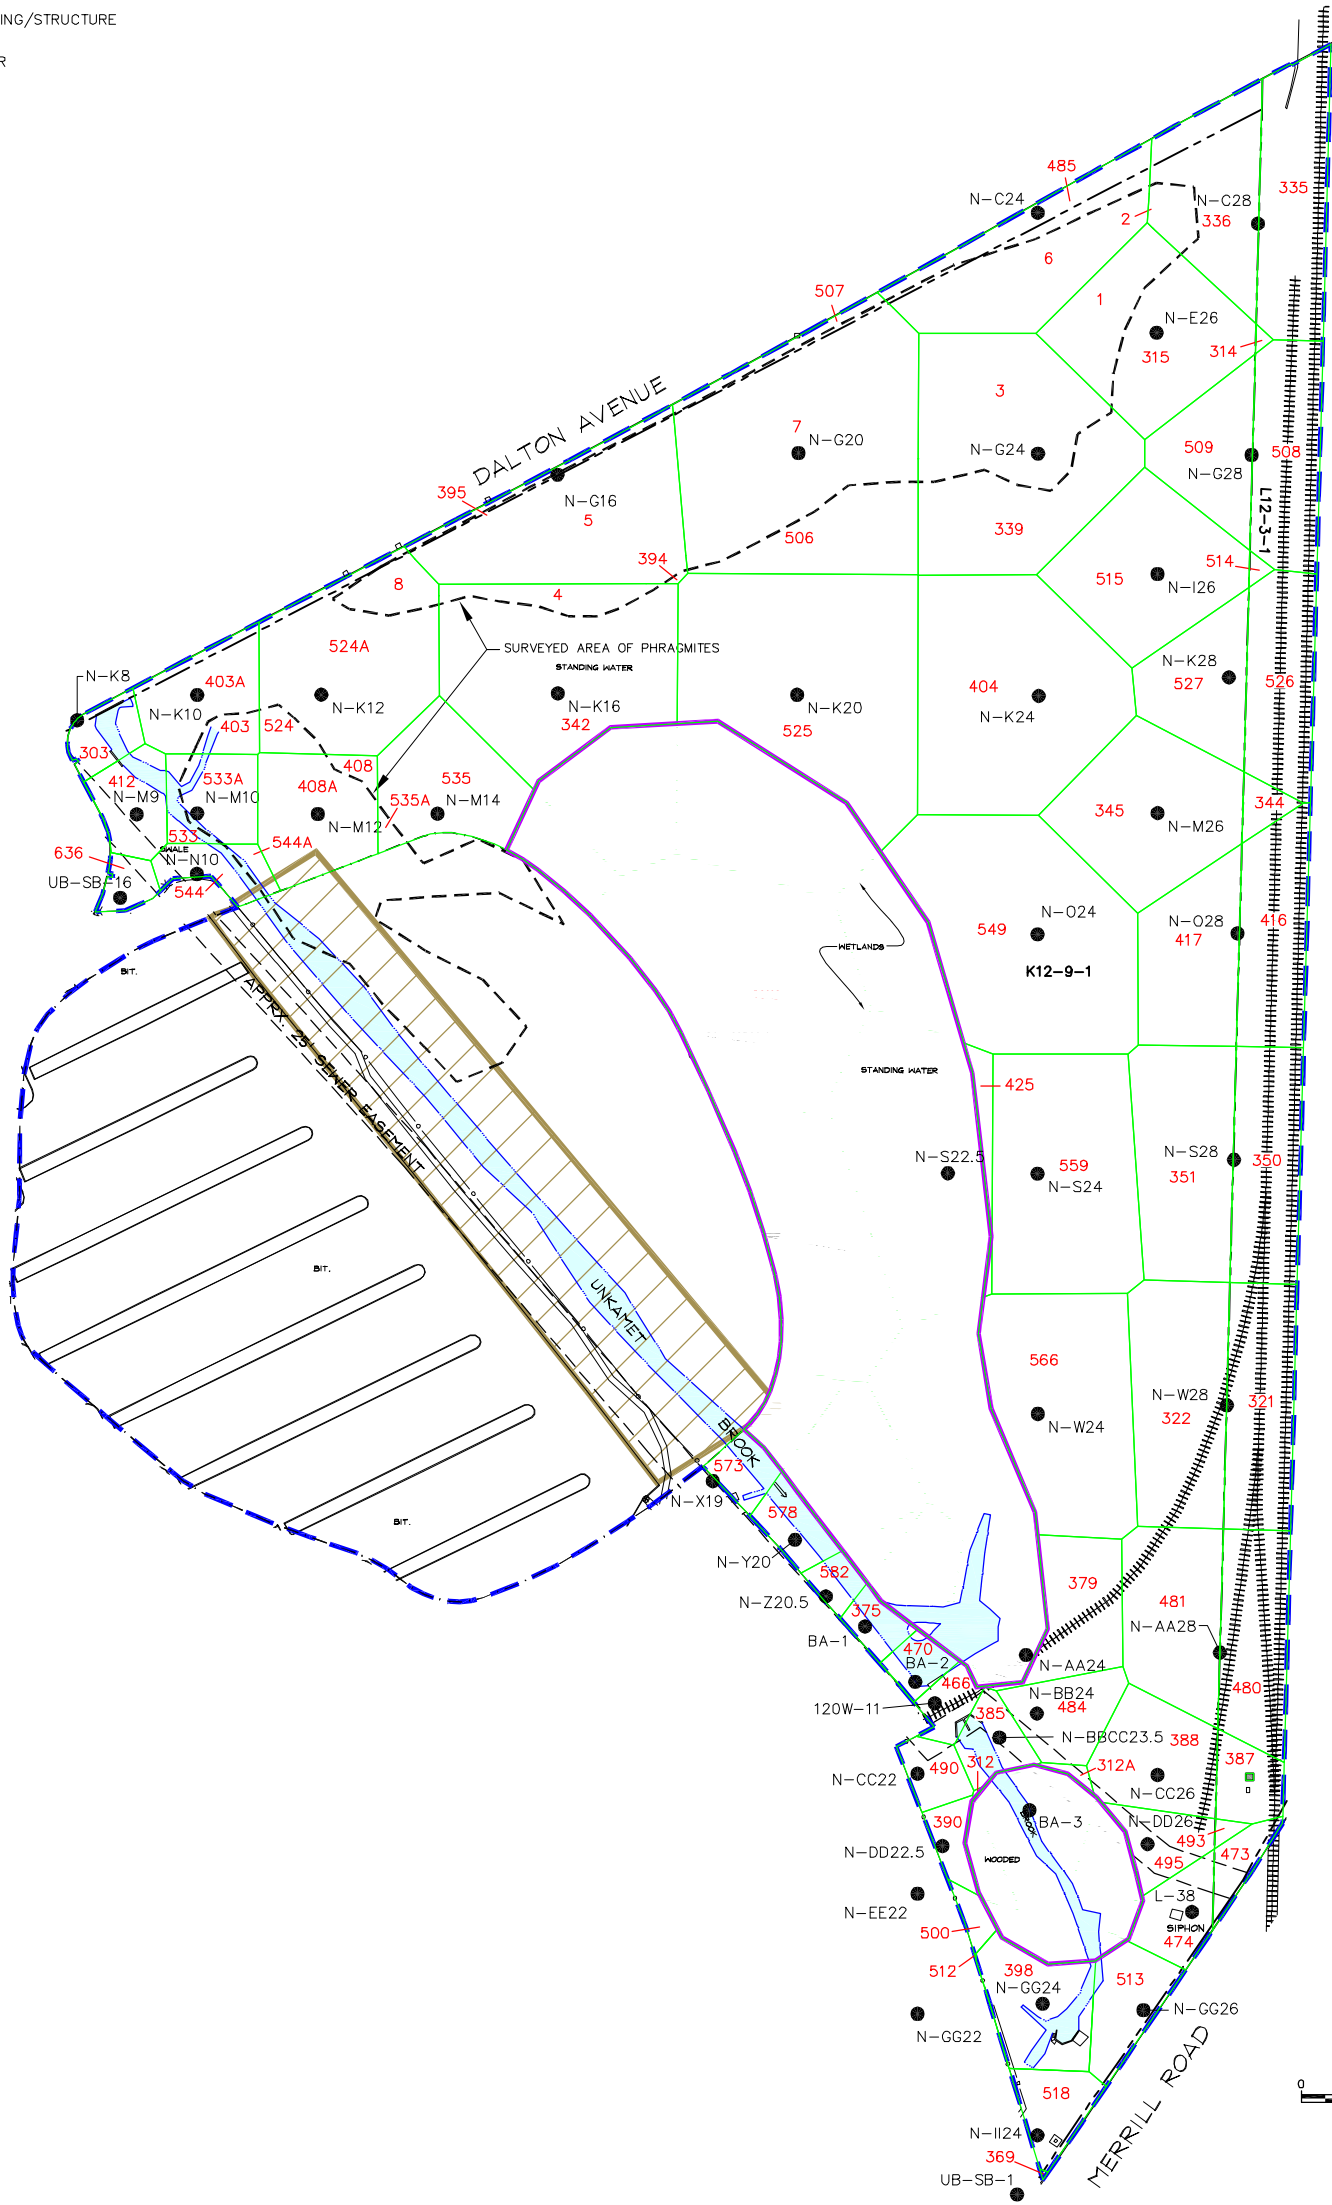 NG/STRUCTURE
R
485
N-C24
N-C28
335
2
336
6
507
1
N-E26
314
315
3
DALTON AVENUE
7
N-G20
N-G24
509
508
N-G28
395
N-G16
5
L12-3-1
506
339
394
514
515
8
4
N-I26
524A
SURVEYED AREA OF PHRAGMITES
STANDING WATER
N-K28
N-K8
403A
527
526
404
N-K10
N-K12
N-K16
N-K20
N-K24
403
524
342
525
303
408
412
533A
408A
535
N-M9
N-M10
535A
N-M14
344
345
N-M12
N-M26
533
544A
SWALE
636
N-N10
UB-SB-16
544
N-O24
N-O28
416
549
417
WETLANDS
K12-9-1
BIT.
APPRX. 25' SEWER EASEMENT
STANDING WATER
425
N-S22.5
559
N-S28
350
N-S24
351
BIT.
UNKAMET
566
N-W28
321
322
N-W24
BROOK
573
N-X19
578
BIT.
N-Y20
582
379
N-Z20.5
375
481
BA-1
N-AA28
470
BA-2
N-AA24
466
480
N-BB24
120W-11
385
484
N-BBCC23.5
388
387
490
312
312A
N-CC22
N-CC26
390
BROOK
BA-3
N-DD26
493
N-DD22.5
WOODED
495
473
N-EE22
L-38
500
SIPHON
474
512
398
513
N-GG24
N-GG26
N-GG22
MERRILL ROAD
0
518
N-II24
369
UB-SB-1